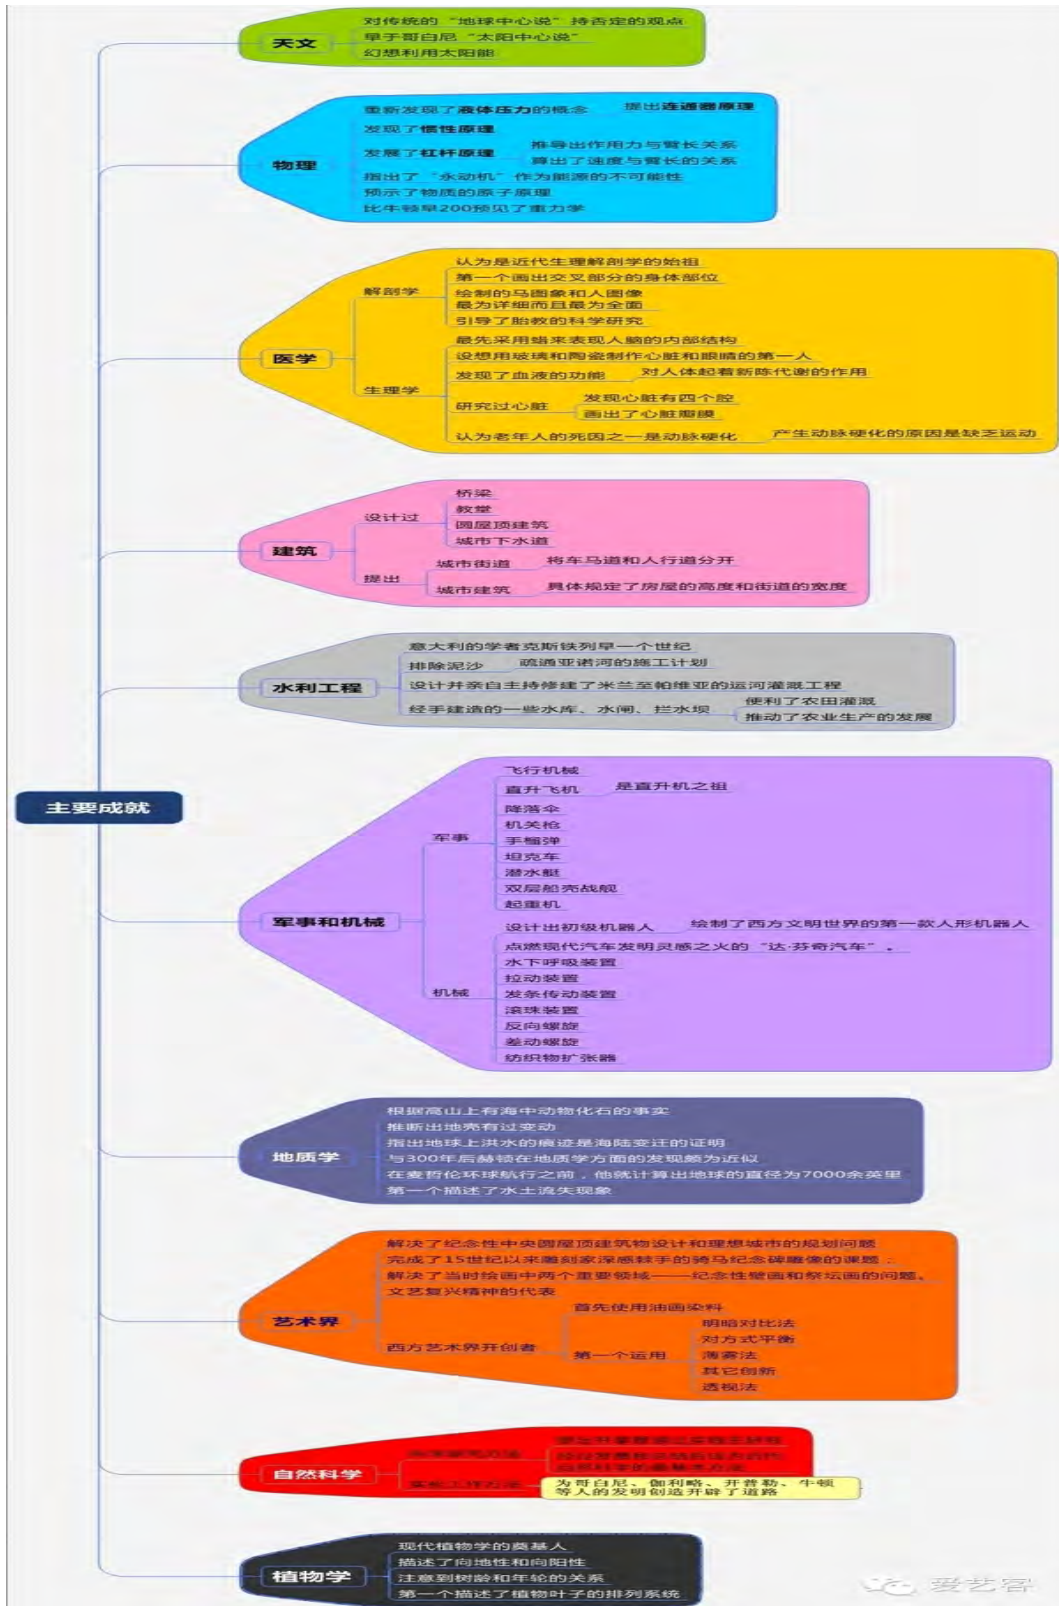 对传统的“地球中心说”持否定的观点
天文
早于哥白尼“太阳中心说”
幻想利用太阳能
重新发现了液体压力的概念
提出连通器原理
发现了惯性原理
物理
发展了杠杆原理
推导出作用力与臂长关系
算出了速度与臂长的关系
指出了“永动机”作为能源的不可能性
预示了物质的原子原理
比牛顿早200预见了重力学
认为是近代生理解剖学的始祖
第一个画出交叉部分的身体部位
解剖学
绘制的马图象和人图像
最为详细而且最为全面
引导了胎教的科学研究
医学
最先采用蜡来表现人脑的内部结构
设想用玻璃和陶瓷制作心脏和眼睛的第一人
发现了血液的功能
对人体起着新陈代谢的作用
生理学
研究过心脏
发现心脏有四个腔
画出了心脏瓣膜
认为老年人的死因之一是动脉硬化
产生动脉硬化的原因是缺乏运动
桥梁
设计过
教堂
圆屋顶建筑
城市下水道
建筑
提出
城市街道
将车马道和人行道分开
城市建筑
具体规定了房屋的高度和街道的宽度
意大利的学者克斯铁列早一个世纪
排除泥沙
疏通亚诺河的施工计划
水利工程
设计并亲自主持修建了米兰至帕维亚的运河灌溉工程
经手建造的一些水库、水闸、拦水坝
便利了农田灌溉
推动了农业生产的发展
主要成就
飞行机械
直升飞机
是直升机之祖
降落伞
机关枪
军事
手榴弹
坦克车
潜水艇
双层船壳战舰
起重机
军事和机械
设计出初级机器人
绘制了西方文明世界的第一款人形机器人
点燃现代汽车发明灵感之火的“达·芬奇汽车”。
水下呼吸装置
拉动装置
机械
发条传动装置
滚珠装置
反向螺旋
差动螺旋
纺织物扩张器
根据高山上有海中动物化石的事实
推断出地壳有过变动
指出地球上洪水的痕迹是海陆变迁的证明
地质学
与300年后赫顿在地质学方面的发现颇为近似
在麦哲伦环球航行之前，他就计算出地球的直径为7000余英里
第一个描述了水土流失现象
解决了纪念性中央圆屋顶建筑物设计和理想城市的规划问题
完成了15世纪以来雕刻家深感棘手的骑马纪念碑雕像的课题；
解决了当时绘画中两个重要领域——纪念性壁画和祭坛画的问题。
文艺复兴精神的代表
艺术界
西方艺术界开创者
首先使用油画染料
第一个运用
明暗对比法
对方式平衡
薄雾法
其它创新
透视法
自然科学
为哥白尼、伽利略、开普勒、牛顿
等人的发明创造开辟了道路
现代植物学的奠基人
描述了向地性和向阳性
植物学
注意到树龄和年轮的关系
第一个描述了植物叶子的排列系统
爱艺客